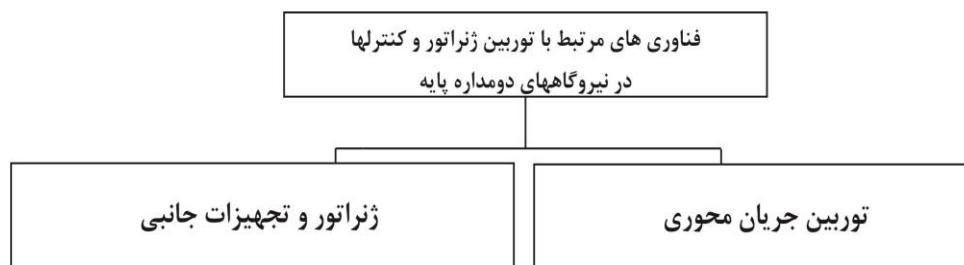 فناوری های مرتبط با توربین ژنراتور و کنترلها
در نیروگاههای دومداره پایه
توربین جریان محوری
ژنراتور و تجهیزات جانبی